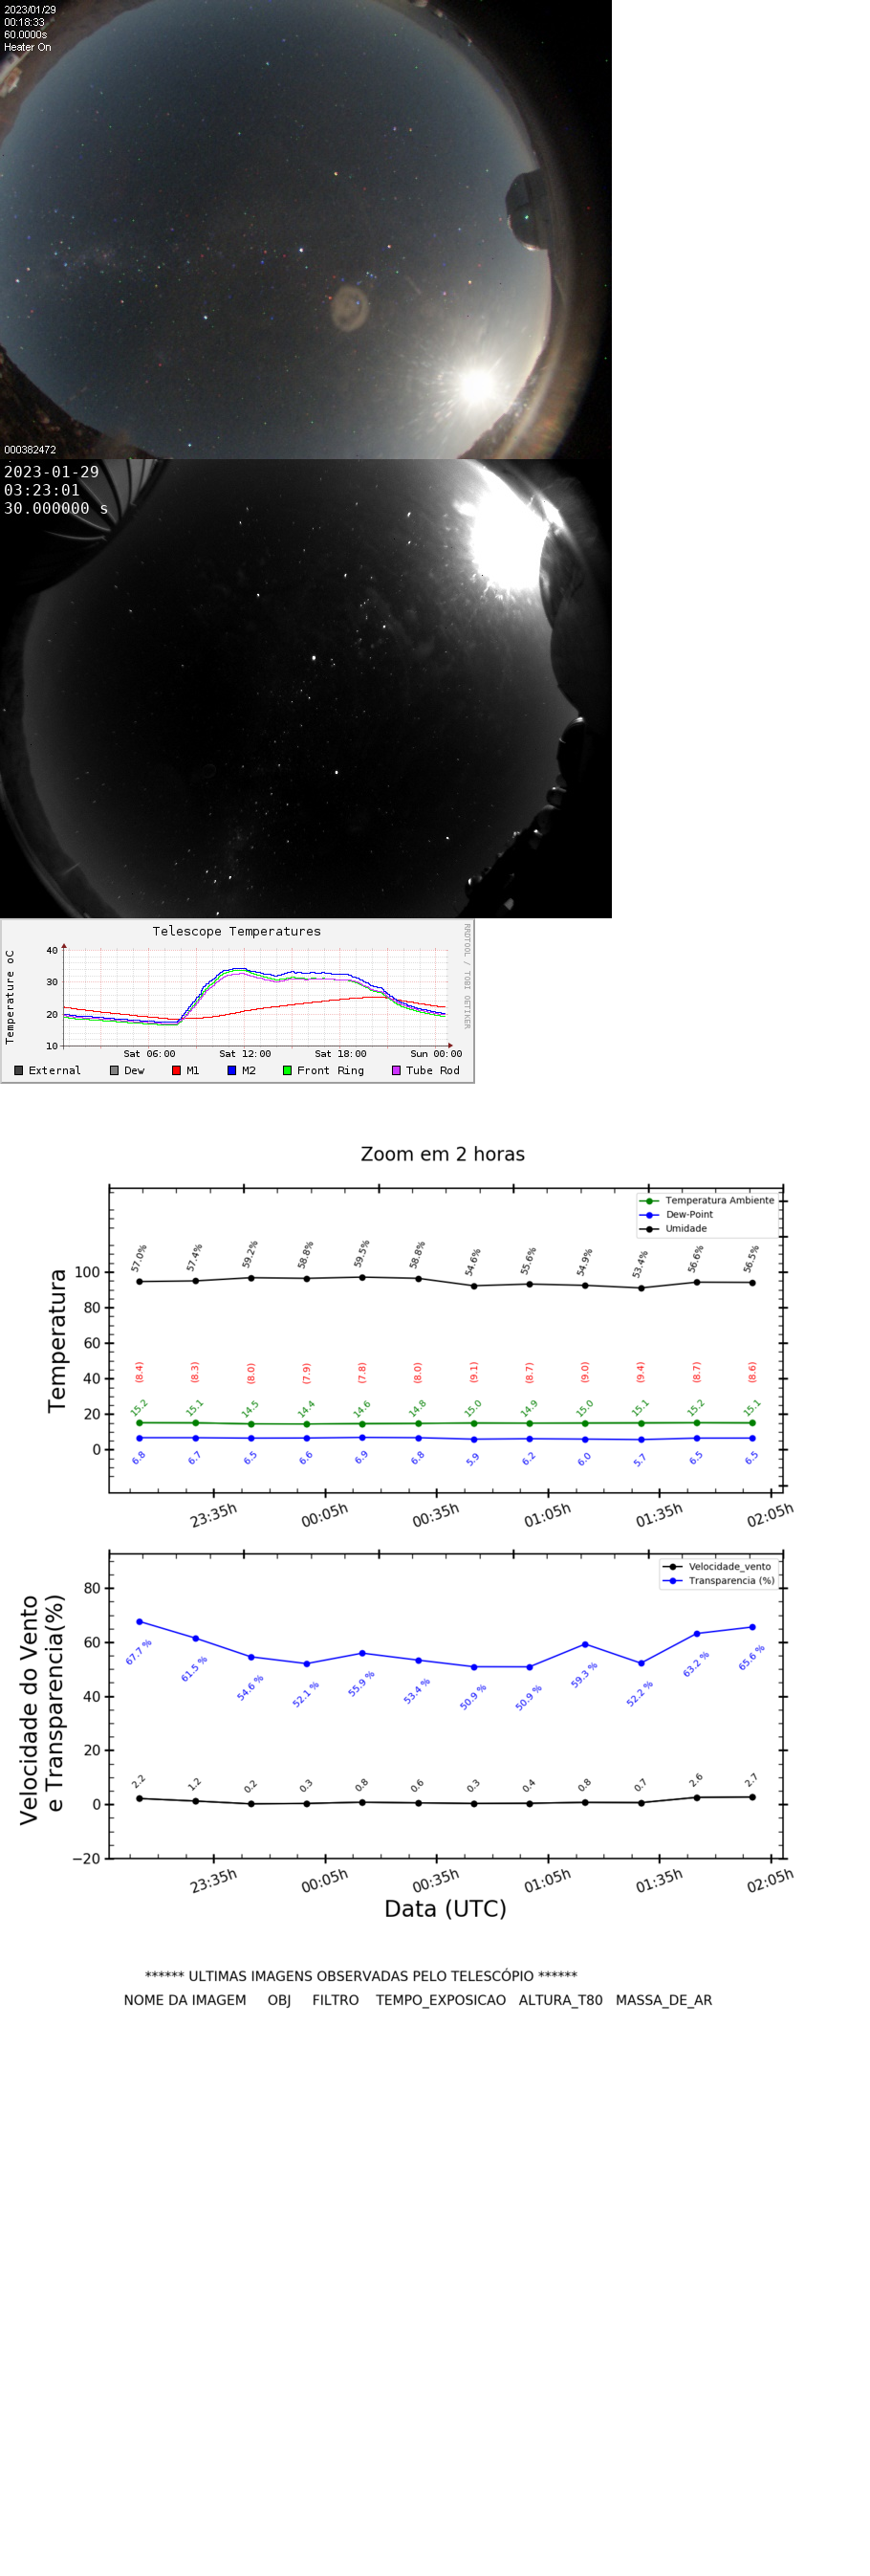 2023/01/29
00:18:33
60.0000s
Heater On
000382472
2023-01-29
03:23:01
30.000000 s
Telescope Temperatures
RRDTOOL / TOBI OETIKER
Temperature oC
40
30
20
10
Sat 06:00 Sat 12:00 Sat 18:00 Sun 00:00
External Dew M1 M2 Front Ring Tube Rod
Zoom em 2 horas
Temperatura Ambiente
Dew-Point
Umidade
Temperatura
100
80
60
40
20
0
57.0% 57.4% 59.2% 58.8% 59.5% 58.8% 54.6% 55.6% 54.9% 53.4% 56.6% 56.5%
(8.4) (8.3) (8.0) (7.9) (7.8) (8.0) (9.1) (8.7) (9.0) (9.4) (8.7) (8.6)
15.2 15.1 14.5 14.4 14.6 14.8 15.0 14.9 15.0 15.1 15.2 15.1
6.8 6.7 6.5 6.6 6.9 6.8 5.9 6.2 6.0 5.7 6.5 6.5
23:35h 00:05h 00:35h 01:05h 01:35h 02:05h
Velocidade_vento
Transparencia (%)
Velocidade do Vento
e Transparencia(%)
80
60
40
20
0
−20
67.7 % 61.5 % 54.6 % 52.1 % 55.9 % 53.4 % 50.9 % 50.9 % 59.3 % 52.2 % 63.2 % 65.6 %
2.2 1.2 0.2 0.3 0.8 0.6 0.3 0.4 0.8 0.7 2.6 2.7
23:35h 00:05h 00:35h 01:05h 01:35h 02:05h
Data (UTC)
****** ULTIMAS IMAGENS OBSERVADAS PELO TELESCÓPIO ******
NOME DA IMAGEM OBJ FILTRO TEMPO_EXPOSICAO ALTURA_T80 MASSA_DE_AR